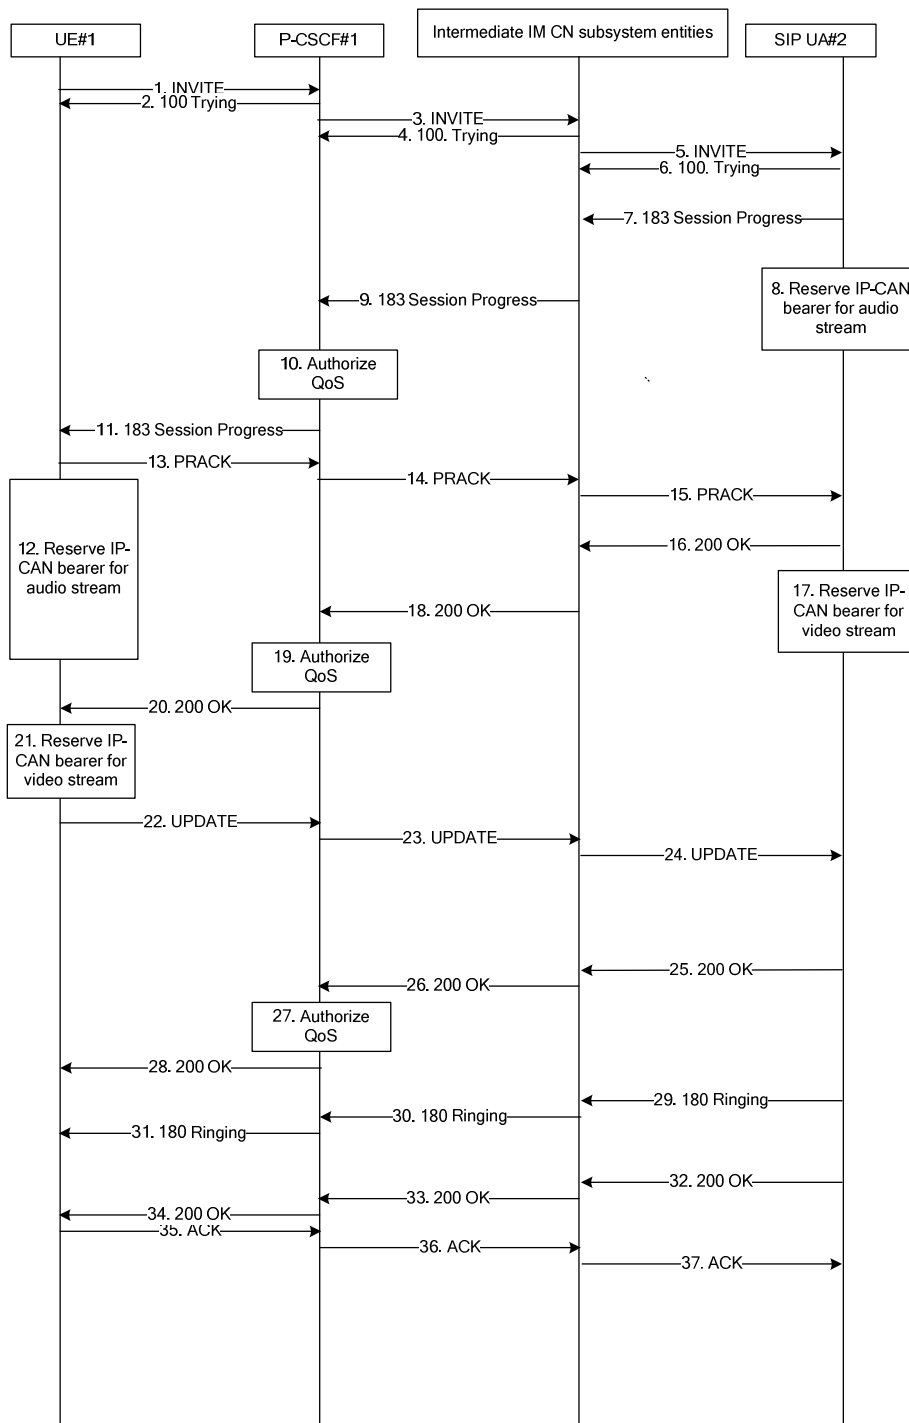 UE#1
P-CSCF#1
Intermediate IM CN subsystem entities
SIP UA#2
1. INVITE
2. 100 Trying
3. INVITE
4. 100. Trying
5. INVITE
6. 100. Trying
7. 183 Session Progress
8. Reserve IP-CAN
bearer for audio
stream
9. 183 Session Progress
10. Authorize
QoS
11. 183 Session Progress
13. PRACK
14. PRACK
15. PRACK
12. Reserve IP-
CAN bearer for
audio stream
16. 200 OK
17. Reserve IP-
CAN bearer for
video stream
18. 200 OK
19. Authorize
QoS
20. 200 OK
21. Reserve IP-
CAN bearer for
video stream
22. UPDATE
23. UPDATE
24. UPDATE
25. 200 OK
26. 200 OK
27. Authorize
QoS
28. 200 OK
29. 180 Ringing
30. 180 Ringing
31. 180 Ringing
32. 200 OK
33. 200 OK
34. 200 OK
35. ACK
36. ACK
37. ACK